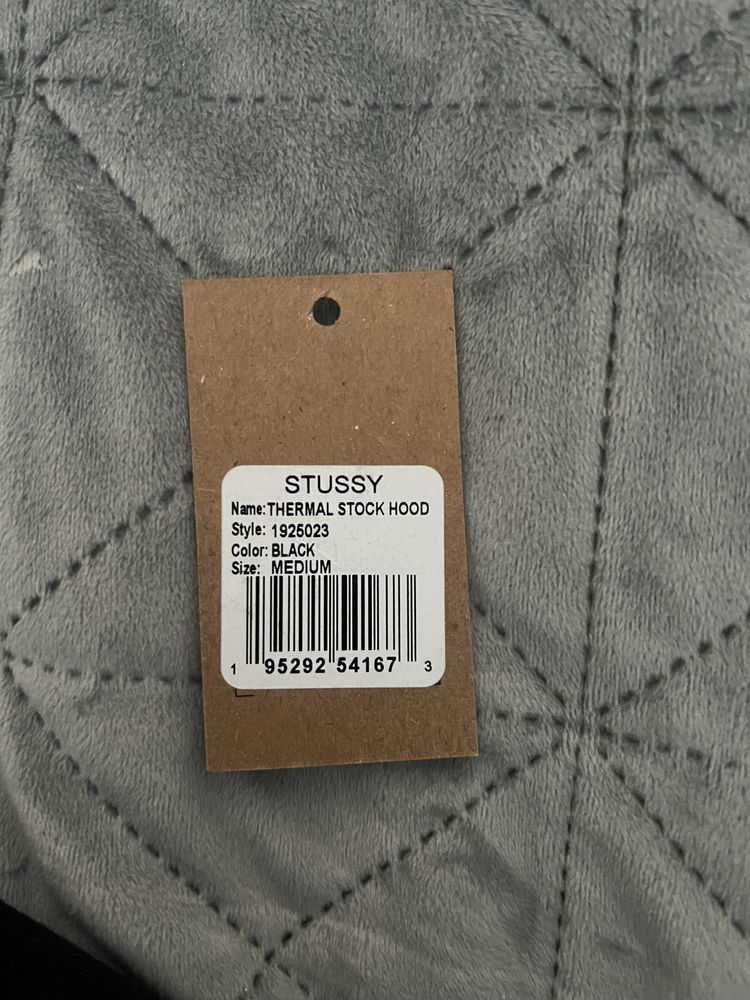 STUSSY
Name: THERMAL STOCK HOOD
Style: 1925023
Color: BLACK
Size: MEDIUM
1 95292 54167 3